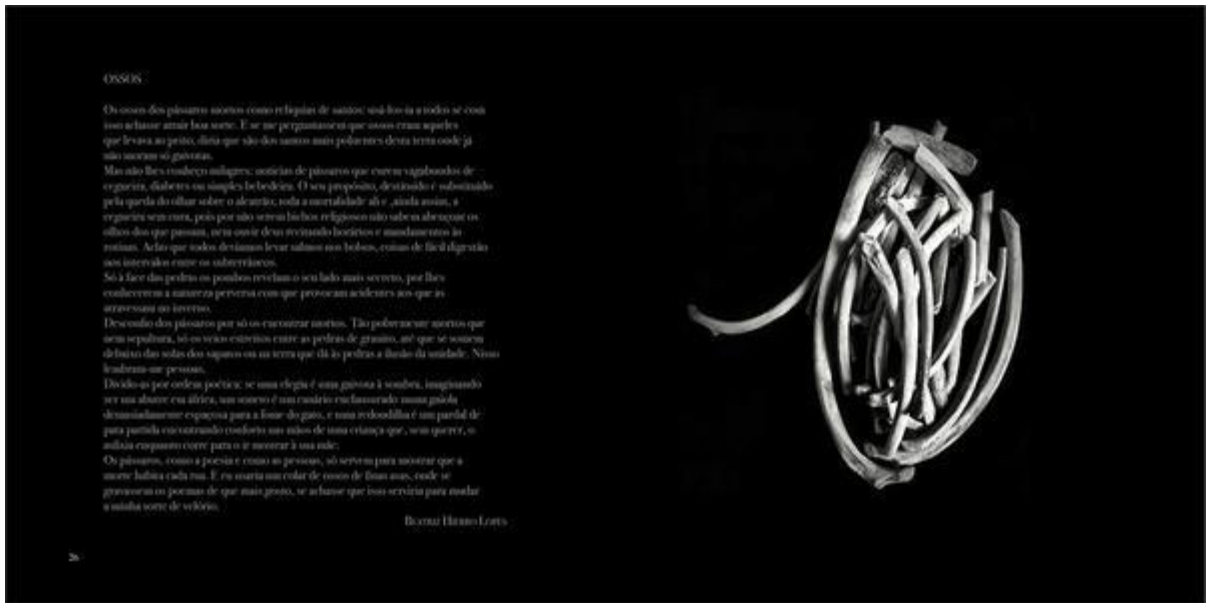 OSSOS
Os ossos dos pássaros mortos como relíquias de santos: usá-los-ia a todos se com
isso achasse atrair boa sorte. E se me perguntassem que ossos eram aqueles
que levava ao peito, diria que são dos santos mais poluentes desta terra onde já
não moram só gaivotas.
Mas não lhes conheço milagres: notícias de pássaros que curem vagabundos de
cegueira, diabetes ou simples bebedeira. O seu propósito, destituído é substituído
pela queda do olhar sobre o alcatrão; toda a mortalidade ali e ,ainda assim, a
cegueira sem cura, pois por não serem bichos religiosos não sabem abençoar os
olhos dos que passam, nem ouvir deus recitando horários e mandamentos às
rotinas. Acho que todos devíamos levar salmos nos bolsos, coisas de fácil digestão
nos intervalos entre os subterrâneos.
Só à face das pedras os pombos revelam o seu lado mais secreto, por lhes
conhecerem a natureza perversa com que provocam acidentes aos que as
atravessam no inverno.
Desconfio dos pássaros por só os encontrar mortos. Tão pobremente mortos que
nem sepultura, só os veios estreitos entre as pedras de granito, até que se somem
debaixo das solas dos sapatos ou na terra que dá às pedras a ilusão da unidade. Nisso
lembram-me pessoas.
Divido-os por ordem poética: se uma elegia é uma gaivota à sombra, imaginando
ser um abutre em áfrica, um soneto é um canário enclausurado numa gaiola
demasiadamente espaçosa para a fome do gato, e uma redondilha é um pardal de
pata partida encontrando conforto nas mãos de uma criança que, sem querer, o
asfixia enquanto corre para o ir mostrar à sua mãe.
Os pássaros, como a poesia e como as pessoas, só servem para mostrar que a
morte habita cada rua. E eu usaria um colar de ossos de finas asas, onde se
gravassem os poemas de que mais gosto, se achasse que isso serviria para mudar
a minha sorte de velório.
Beatriz Hierro Lopes
26